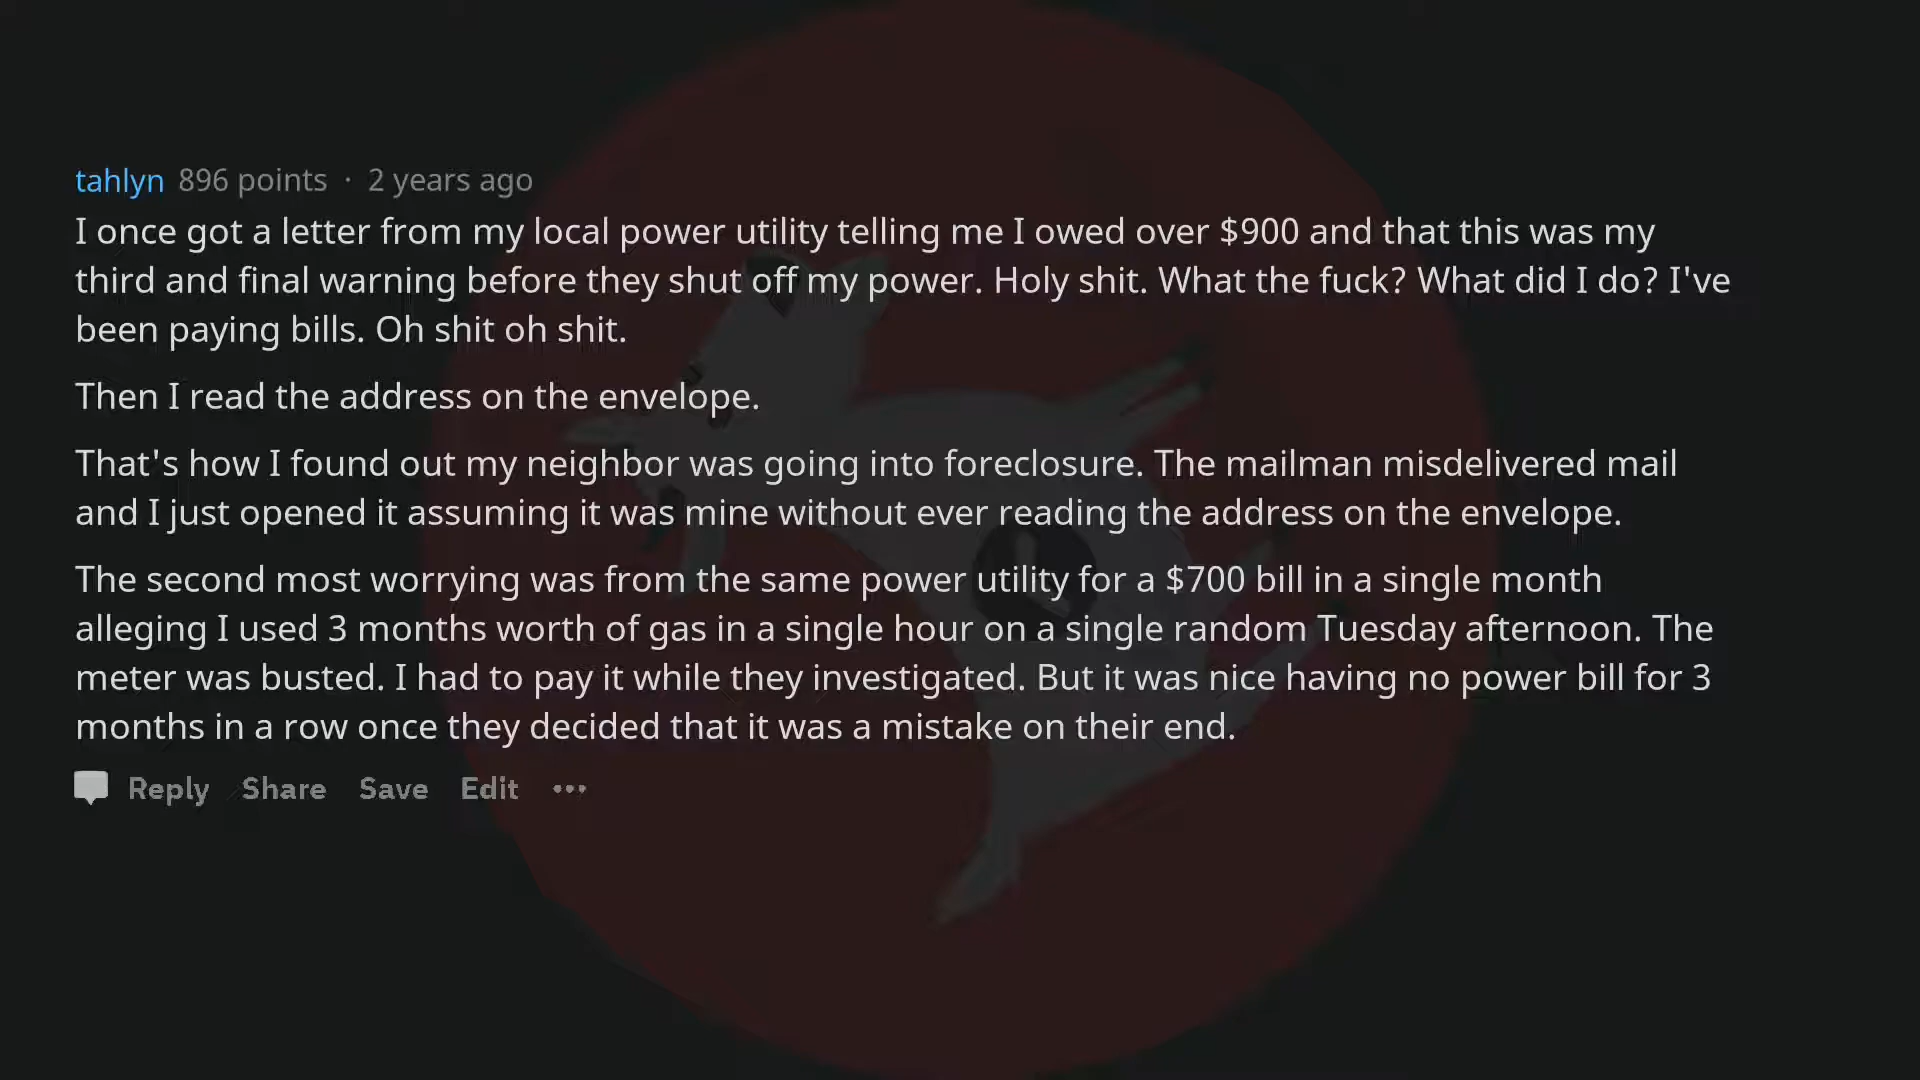 tahlyn 896 points · 2 years ago
I once got a letter from my local power utility telling me I owed over $900 and that this was my
third and final warning before they shut off my power. Holy shit. What the fuck? What did I do? I've
been paying bills. Oh shit oh shit.
Then I read the address on the envelope.
That's how I found out my neighbor was going into foreclosure. The mailman misdelivered mail
and I just opened it assuming it was mine without ever reading the address on the envelope.
The second most worrying was from the same power utility for a $700 bill in a single month
alleging I used 3 months worth of gas in a single hour on a single random Tuesday afternoon. The
meter was busted. I had to pay it while they investigated. But it was nice having no power bill for 3
months in a row once they decided that it was a mistake on their end.
Reply Share Save Edit •••